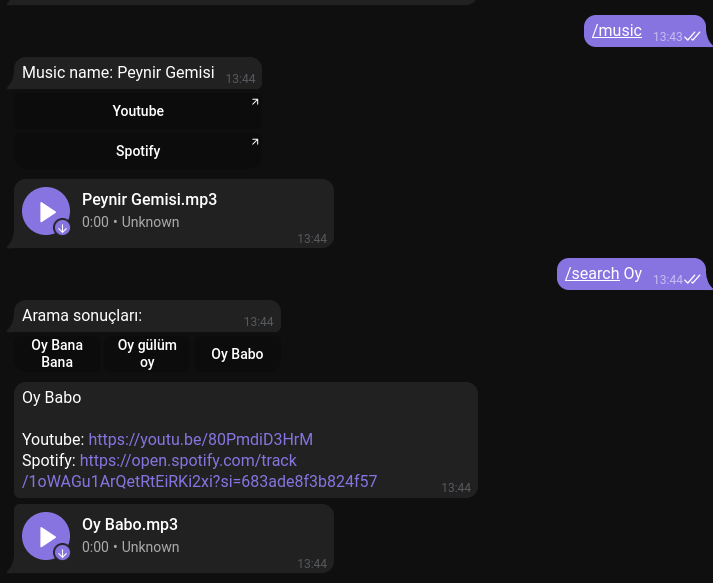 /music 13:43
Music name: Peynir Gemisi 13:44
Youtube
Spotify
Peynir Gemisi.mp3
0:00 • Unknown
13:44
/search Oy 13:44
Arama sonuçları: 13:44
Oy Bana
Bana
Oy gülüm
oy
Oy Babo
Oy Babo
Youtube: https://youtu.be/80PmdiD3HrM
Spotify: https://open.spotify.com/track
/1oWAGu1ArQetRtEiRKi2xi?si=683ade8f3b824f57
13:44
Oy Babo.mp3
0:00 • Unknown
13:44